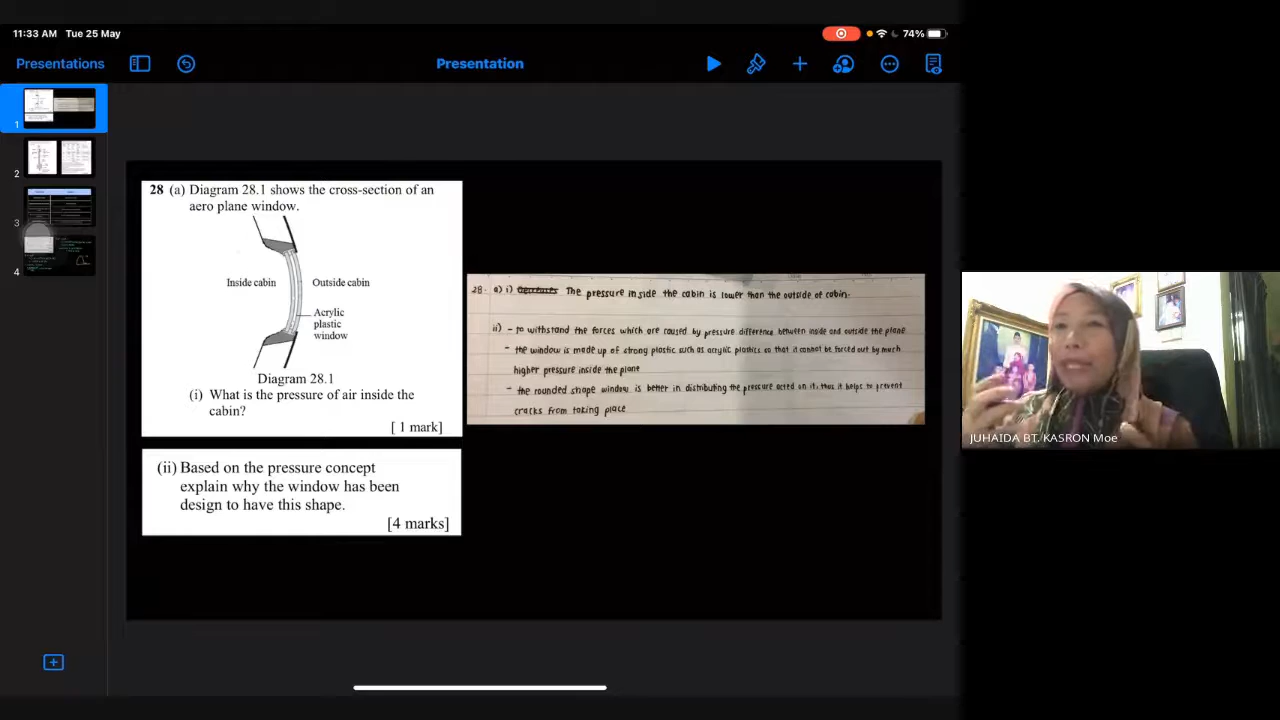 11:33 AM Tue 25 May
74%
Presentations
Presentation
1
2
3
4
28 (a) Diagram 28.1 shows the cross-section of an
aero plane window.
Inside cabin
Outside cabin
Acrylic
plastic
window
Diagram 28.1
(i) What is the pressure of air inside the
cabin?
[ 1 mark]
(ii) Based on the pressure concept
explain why the window has been
design to have this shape.
[4 marks]
28. a) i) decreases The pressure inside the cabin is lower than the outside of cabin.
ii) - to withstand the forces which are caused by pressure difference between inside and outside the plane
- the window is made up of strong plastic such as acrylic plastics so that it cannot be forced out by much
higher pressure inside the plane
- the rounded shape window is better in distributing the pressure acted on it, thus it helps to prevent
cracks from taking place
JUHAIDA BT. KASRON Moe